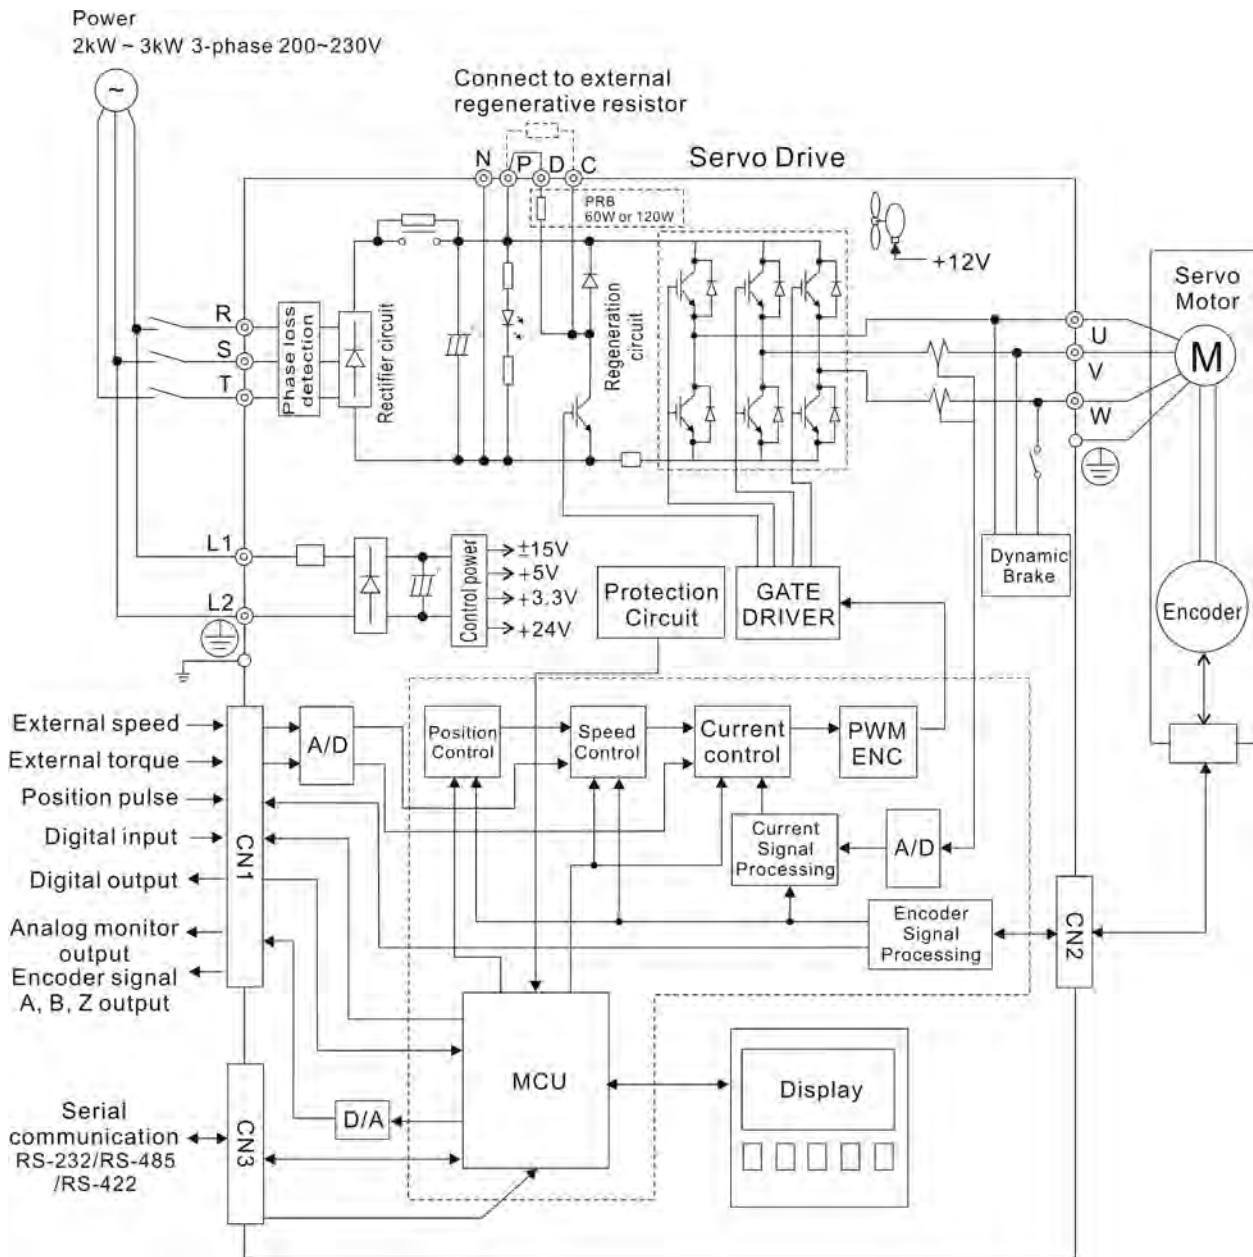 Power
2kW ~ 3kW 3-phase 200~230V
~
Connect to external
regenerative resistor
N
P
D
C
Servo Drive
PRB
60W or 120W
+12V
Servo
Motor
R
S
T
Phase loss
detection
Rectifier circuit
Regeneration
circuit
U
V
W
M
L1
L2
Control power
±15V
+5V
+3.3V
+24V
Protection
Circuit
GATE
DRIVER
Dynamic
Brake
Encoder
External speed
External torque
Position pulse
Digital input
Digital output
Analog monitor
output
Encoder signal
A, B, Z output
CN1
A/D
Position
Control
Speed
Control
Current
control
PWM
ENC
Current
Signal
Processing
A/D
Encoder
Signal
Processing
CN2
MCU
Display
D/A
Serial
communication
RS-232/RS-485
/RS-422
CN3